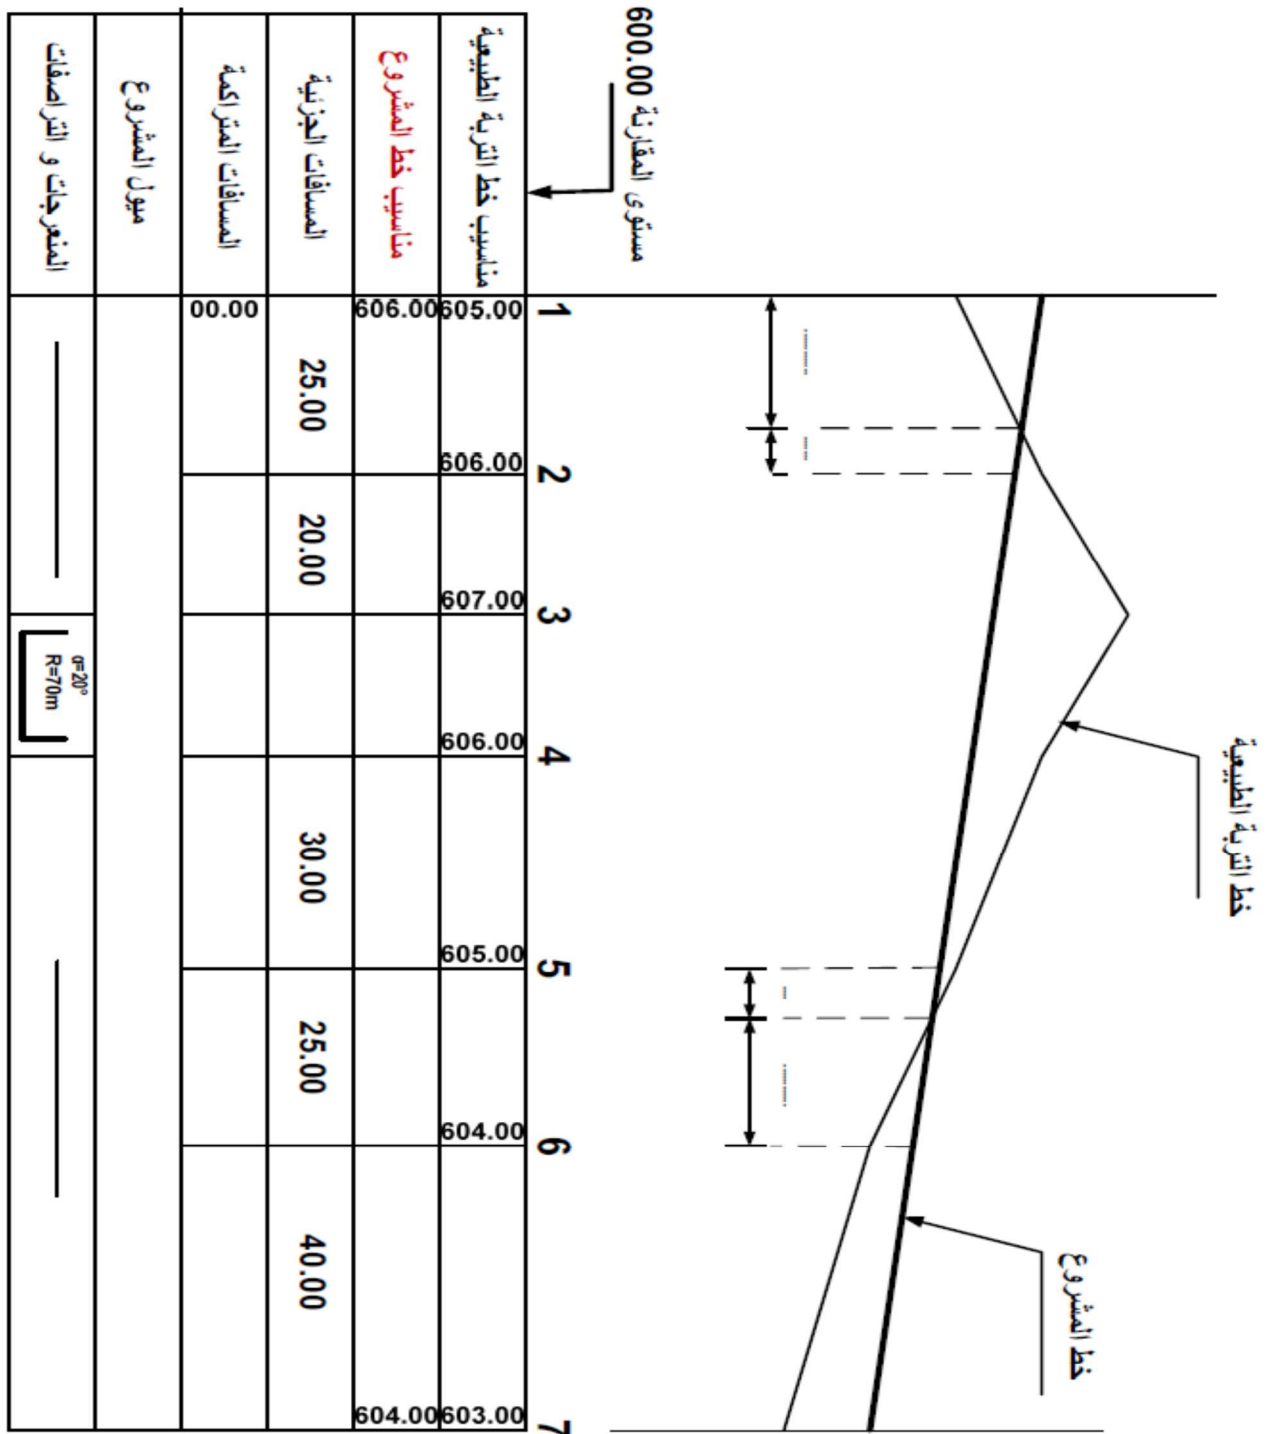 مستوى المقارنة 600.00
خط التربة الطبيعية
خط المشروع
1 2 3 4 5 6 7
مناسيب خط التربة الطبيعية 605.00 606.00 607.00 606.00 605.00 604.00 603.00
مناسيب خط المشروع 606.00 604.00
المسافات الجزئية 25.00 20.00 30.00 25.00 40.00
المسافات المتراكمة 00.00
ميول المشروع
المنعرجات و التراصفات
α=20°
R=70m